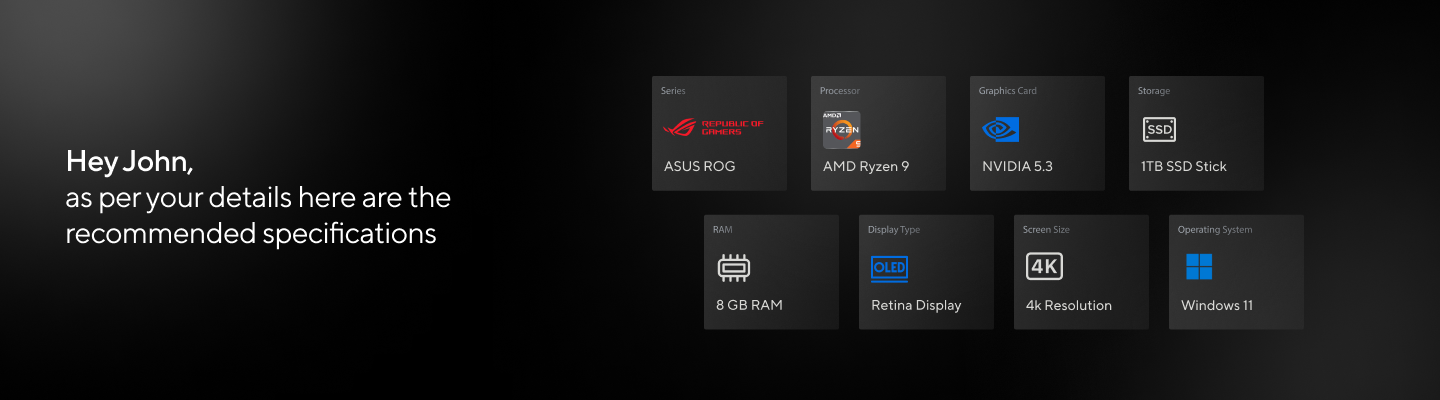 Hey John,
as per your details here are the
recommended specifications
Series
REPUBLIC OF
GAMERS
ASUS ROG
Processor
AMD
RYZEN
9
AMD Ryzen 9
Graphics Card
NVIDIA 5.3
Storage
SSD
1TB SSD Stick
RAM
8 GB RAM
Display Type
OLED
Retina Display
Screen Size
4K
4k Resolution
Operating System
Windows 11